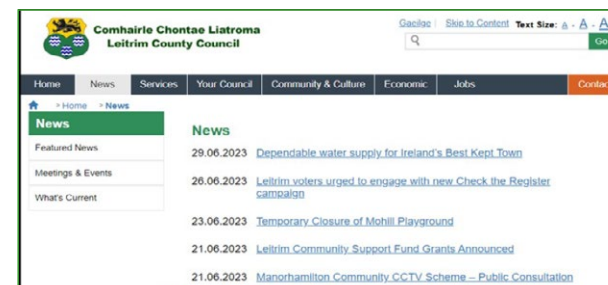 Comhairle Chontae Liatroma
Leitrim County Council
Gaeilge Skip to Content Text Size: A - A - A
Go
Home News Services Your Council Community & Culture Economic Jobs Contac
> Home > News
News
Featured News
Meetings & Events
What's Current
News
29.06.2023 Dependable water supply for Ireland's Best Kept Town
26.06.2023 Leitrim voters urged to engage with new Check the Register
campaign
23.06.2023 Temporary Closure of Mohill Playground
21.06.2023 Leitrim Community Support Fund Grants Announced
21.06.2023 Manorhamilton Community CCTV Scheme – Public Consultation